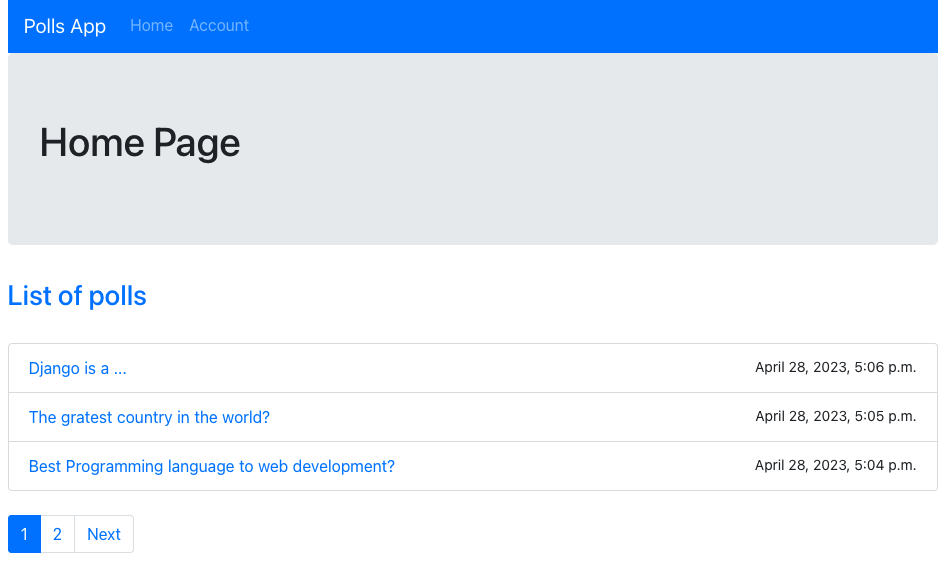 Polls App Home Account
Home Page
List of polls
Django is a ... April 28, 2023, 5:06 p.m.
The gratest country in the world? April 28, 2023, 5:05 p.m.
Best Programming language to web development? April 28, 2023, 5:04 p.m.
1 2 Next